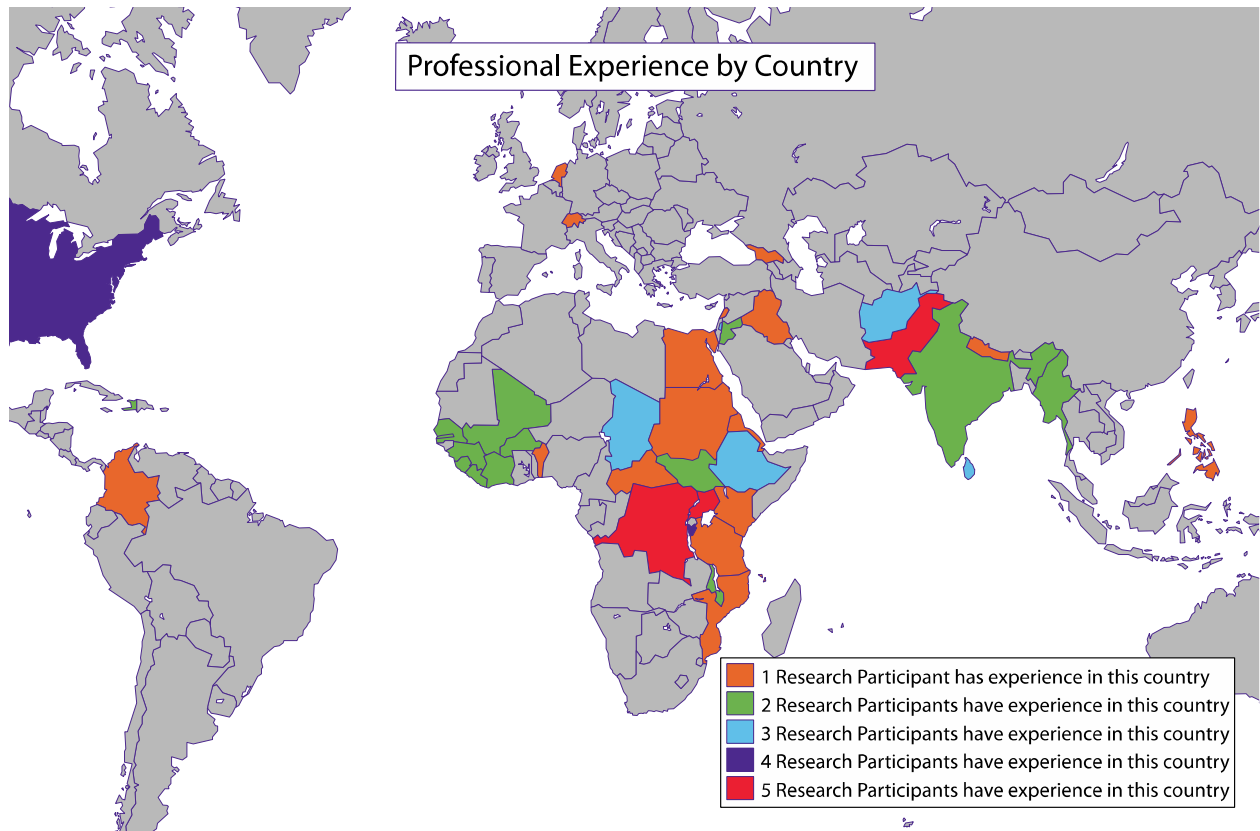 Professional Experience by Country
1 Research Participant has experience in this country
2 Research Participants have experience in this country
3 Research Participants have experience in this country
4 Research Participants have experience in this country
5 Research Participants have experience in this country